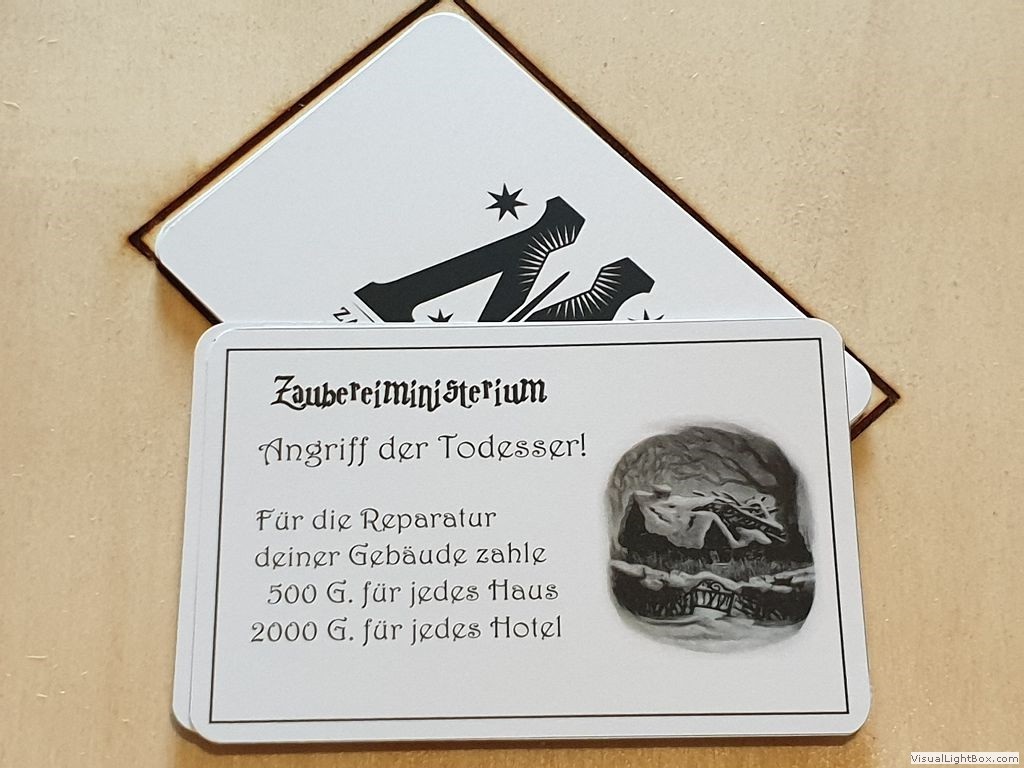 Zaubereiministerium
Angriff der Todesser!
Für die Reparatur
deiner Gebäude zahle
500 G. für jedes Haus
2000 G. für jedes Hotel
VisualLightBox.com